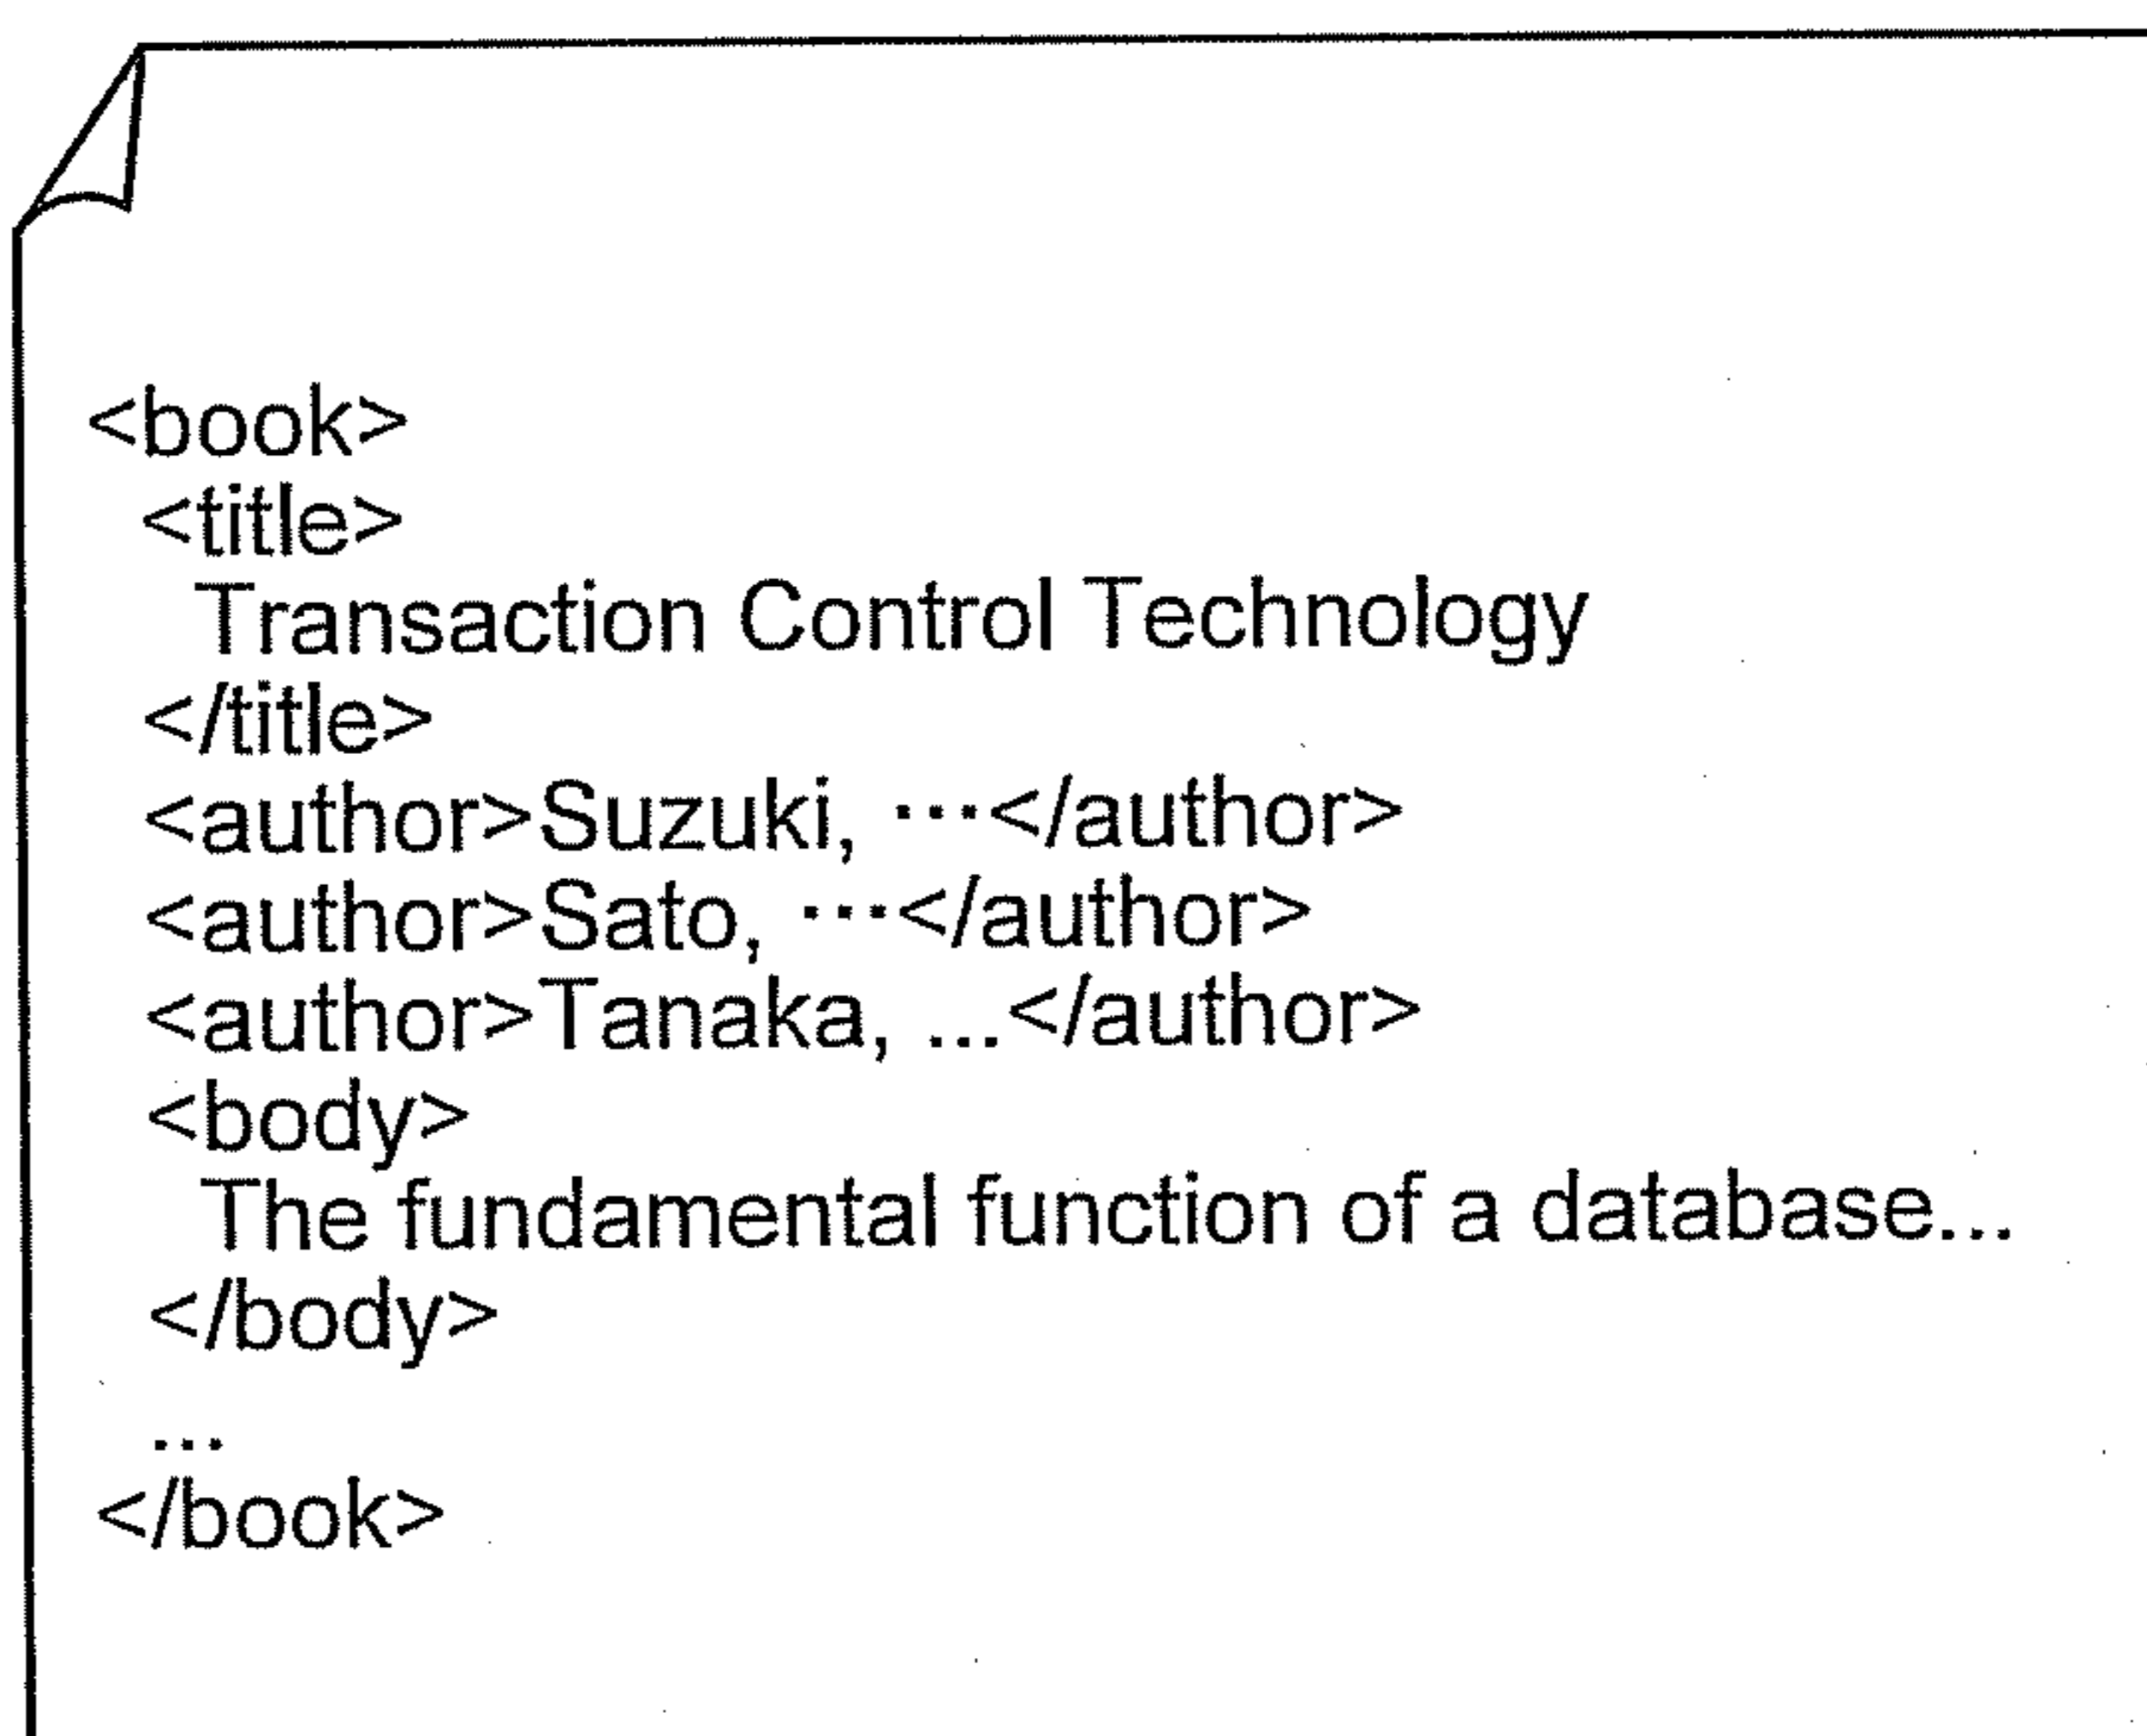 <book>
<title>
Transaction Control Technology
</title>
<author>Suzuki, ···</author>
<author>Sato, ···</author>
<author>Tanaka, ...</author>
<body>
The fundamental function of a database...
</body>
...
</book>